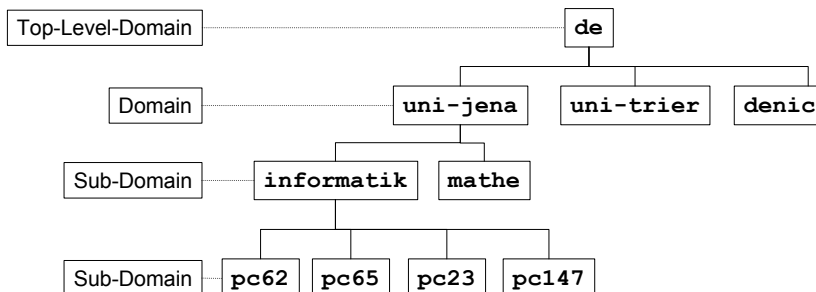 Top-Level-Domain de
Domain uni-jena uni-trier denic
Sub-Domain informatik mathe
Sub-Domain pc62 pc65 pc23 pc147